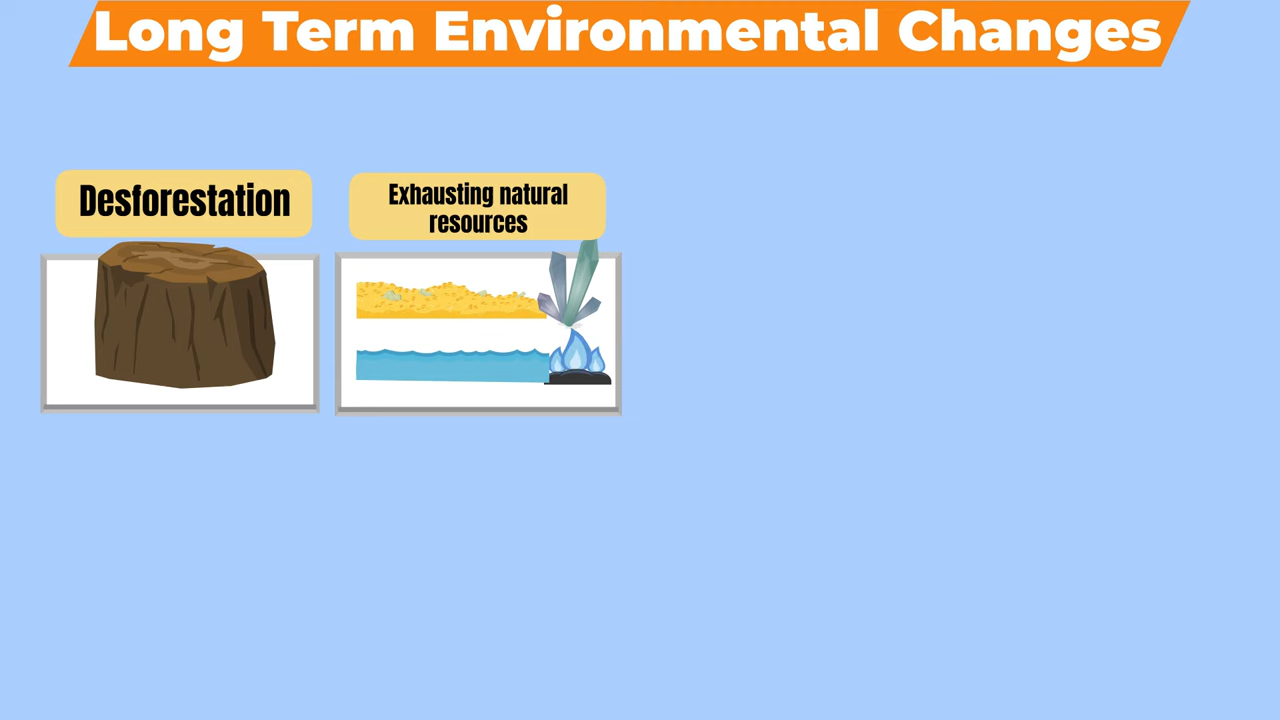 Long Term Environmental Changes
Desforestation
Exhausting natural
resources